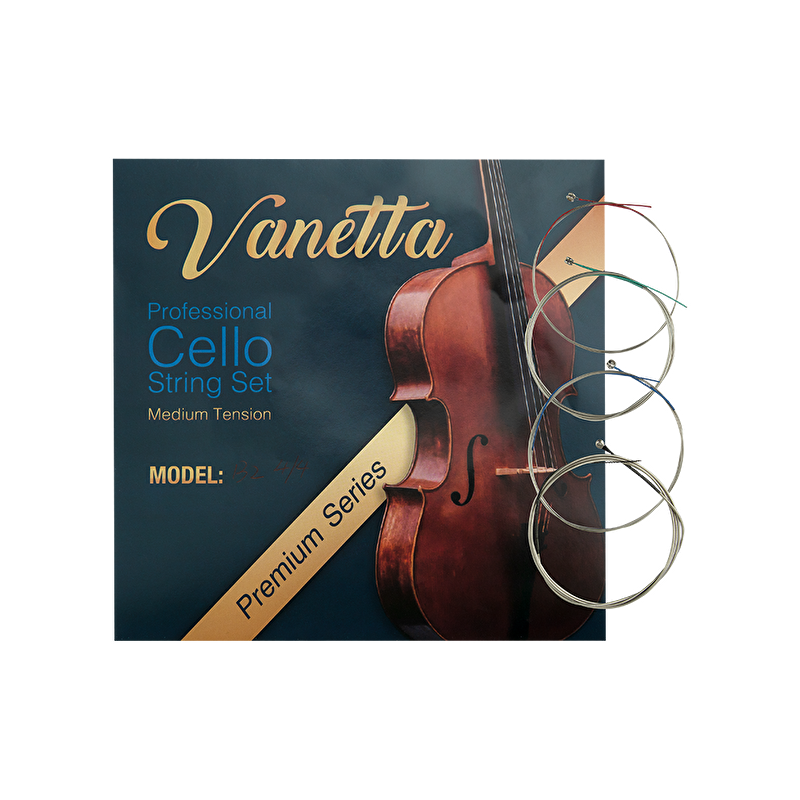 Vanetta
Professional
Cello
String Set
Medium Tension
MODEL:
Premium Series